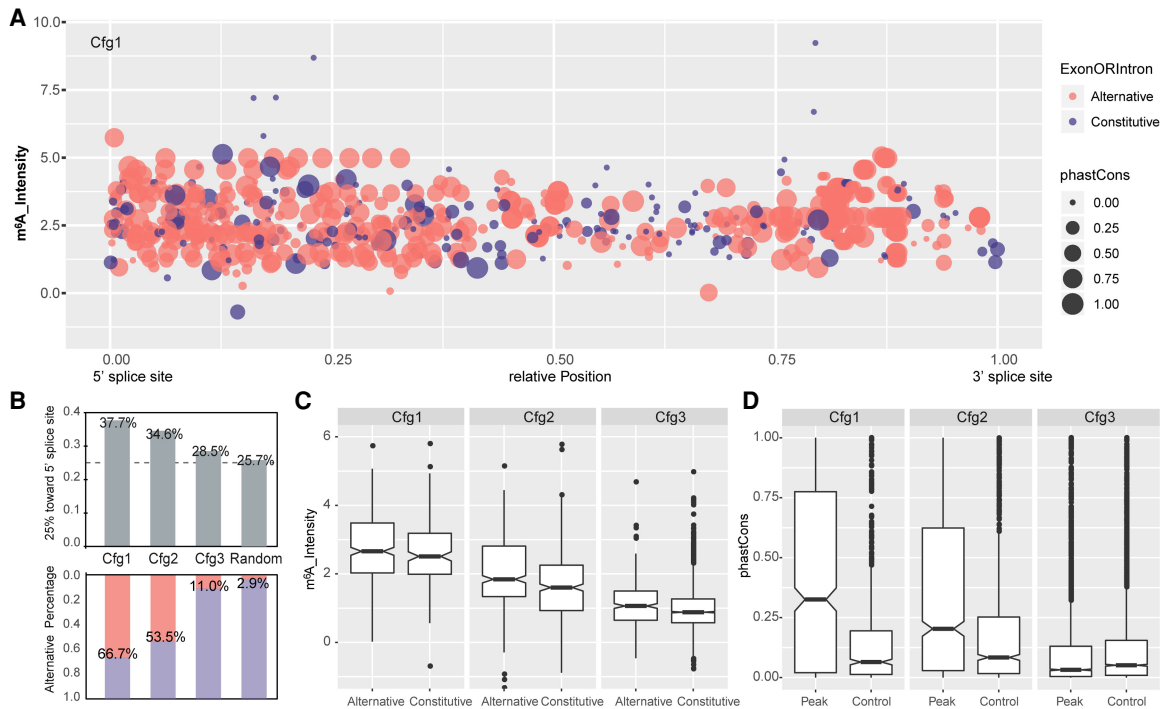 A
10.0
7.5
5.0
2.5
0.0
m⁶A_Intensity
Cfg1
0.00 0.25 0.50 0.75 1.00
5' splice site relative Position 3' splice site
ExonORIntron
Alternative
Constitutive
phastCons
0.00
0.25
0.50
0.75
1.00
B
25% toward 5' splice site
0.4
0.3
0.2
0.1
0.0
37.7% 34.6% 28.5% 25.7%
Cfg1 Cfg2 Cfg3 Random
Alternative Percentage
0.0
0.2
0.4
0.6
0.8
1.0
66.7% 53.5% 11.0% 2.9%
C
Cfg1 Cfg2 Cfg3
m⁶A_Intensity
6
4
2
0
Alternative Constitutive Alternative Constitutive Alternative Constitutive
D
Cfg1 Cfg2 Cfg3
phastCons
1.00
0.75
0.50
0.25
0.00
Peak Control Peak Control Peak Control